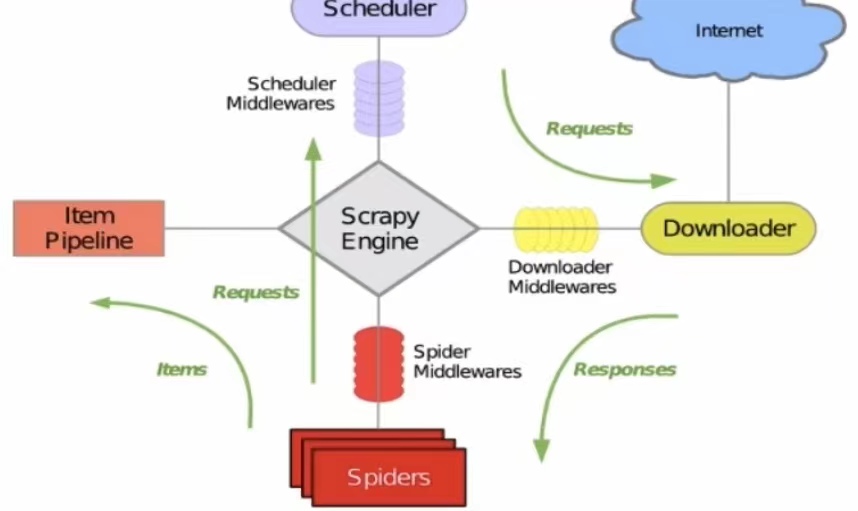 Scheduler
Internet
Scheduler
Middlewares
Requests
Item
Pipeline
Scrapy
Engine
Downloader
Downloader
Middlewares
Requests
Spider
Middlewares
Items
Responses
Spiders